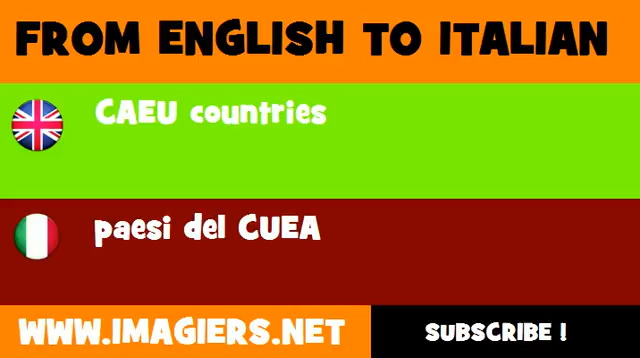 FROM ENGLISH TO ITALIAN
CAEU countries
paesi del CUEA
WWW.IMAGIERS.NET
SUBSCRIBE !